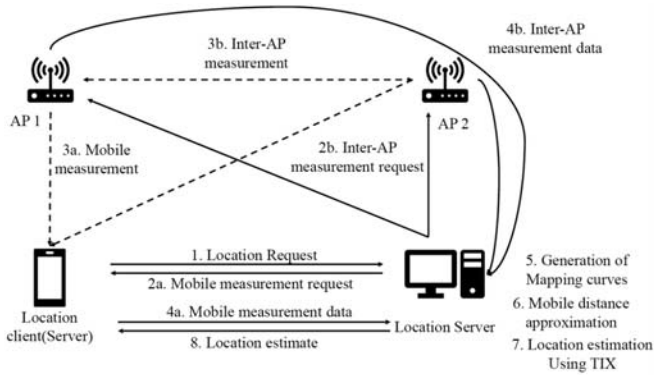 3b. Inter-AP
measurement
4b. Inter-AP
measurement data
AP 1
AP 2
3a. Mobile
measurement
2b. Inter-AP
measurement request
1. Location Request
2a. Mobile measurement request
4a. Mobile measurement data
8. Location estimate
Location
client(Server)
Location Server
5. Generation of
Mapping curves
6. Mobile distance
approximation
7. Location estimation
Using TIX